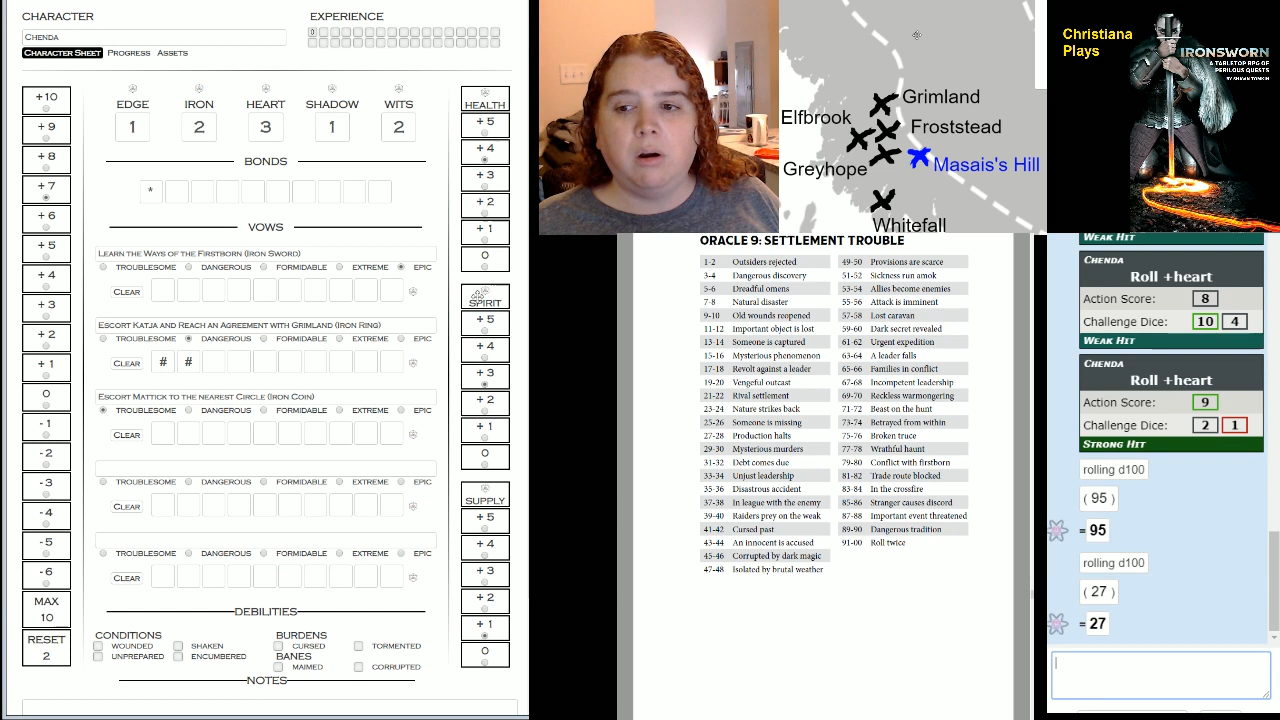 CHARACTER
Chenda
CHARACTER SHEET PROGRESS ASSETS
EXPERIENCE
0
+10
+9
+8
+7
+6
+5
+4
+3
+2
+1
0
-1
-2
-3
-4
-5
-6
MAX
10
RESET
2
EDGE IRON HEART SHADOW WITS
1 2 3 1 2
BONDS
*
VOWS
Learn the Ways of the Firstborn (Iron Sword)
TROUBLESOME DANGEROUS FORMIDABLE EXTREME EPIC
CLEAR
Escort Katja and Reach an Agreement with Grimland (Iron Ring)
TROUBLESOME DANGEROUS FORMIDABLE EXTREME EPIC
CLEAR # #
Escort Mattick to the nearest Circle (Iron Coin)
TROUBLESOME DANGEROUS FORMIDABLE EXTREME EPIC
CLEAR
TROUBLESOME DANGEROUS FORMIDABLE EXTREME EPIC
CLEAR
TROUBLESOME DANGEROUS FORMIDABLE EXTREME EPIC
CLEAR
DEBILITIES
CONDITIONS
WOUNDED SHAKEN
UNPREPARED ENCUMBERED
BURDENS
CURSED TORMENTED
BANES
MAIMED CORRUPTED
NOTES
HEALTH
+5
+4
+3
+2
+1
0
SPIRIT
+5
+4
+3
+2
+1
0
SUPPLY
+5
+4
+3
+2
+1
0
Grimland
Elfbrook
Froststead
Greyhope
Masais's Hill
Whitefall
Christiana
Plays
IRONSWORN
A TABLETOP RPG OF
PERILOUS QUESTS
BY SHAWN TOMKIN
ORACLE 9: SETTLEMENT TROUBLE
1-2 Outsiders rejected
3-4 Dangerous discovery
5-6 Dreadful omens
7-8 Natural disaster
9-10 Old wounds reopened
11-12 Important object is lost
13-14 Someone is captured
15-16 Mysterious phenomenon
17-18 Revolt against a leader
19-20 Vengeful outcast
21-22 Rival settlement
23-24 Nature strikes back
25-26 Someone is missing
27-28 Production halts
29-30 Mysterious murders
31-32 Debt comes due
33-34 Unjust leadership
35-36 Disastrous accident
37-38 In league with the enemy
39-40 Raiders prey on the weak
41-42 Cursed past
43-44 An innocent is accused
45-46 Corrupted by dark magic
47-48 Isolated by brutal weather
49-50 Provisions are scarce
51-52 Sickness run amok
53-54 Allies become enemies
55-56 Attack is imminent
57-58 Lost caravan
59-60 Dark secret revealed
61-62 Urgent expedition
63-64 A leader falls
65-66 Families in conflict
67-68 Incompetent leadership
69-70 Reckless warmongering
71-72 Beast on the hunt
73-74 Betrayed from within
75-76 Broken truce
77-78 Wrathful haunt
79-80 Conflict with firstborn
81-82 Trade route blocked
83-84 In the crossfire
85-86 Stranger causes discord
87-88 Important event threatened
89-90 Dangerous tradition
91-00 Roll twice
WEAK HIT
CHENDA
Roll +heart
Action Score: 8
Challenge Dice: 10 4
WEAK HIT
CHENDA
Roll +heart
Action Score: 9
Challenge Dice: 2 1
STRONG HIT
rolling d100
( 95 )
= 95
rolling d100
( 27 )
= 27